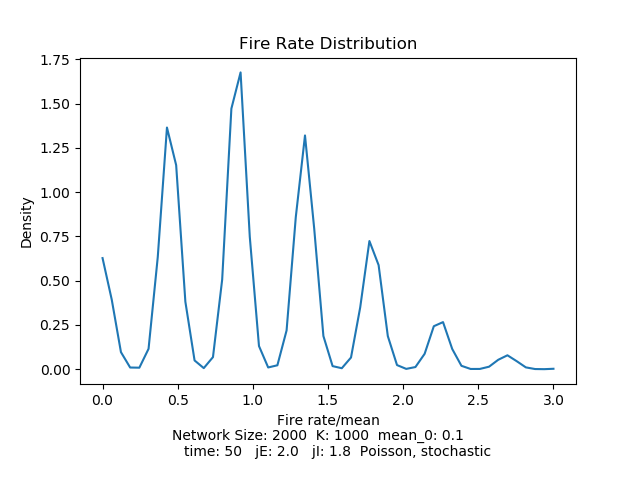 Fire Rate Distribution
1.75
1.50
1.25
1.00
0.75
0.50
0.25
0.00
Density
0.0 0.5 1.0 1.5 2.0 2.5 3.0
Fire rate/mean
Network Size: 2000 K: 1000 mean_0: 0.1
time: 50 jE: 2.0 jI: 1.8 Poisson, stochastic